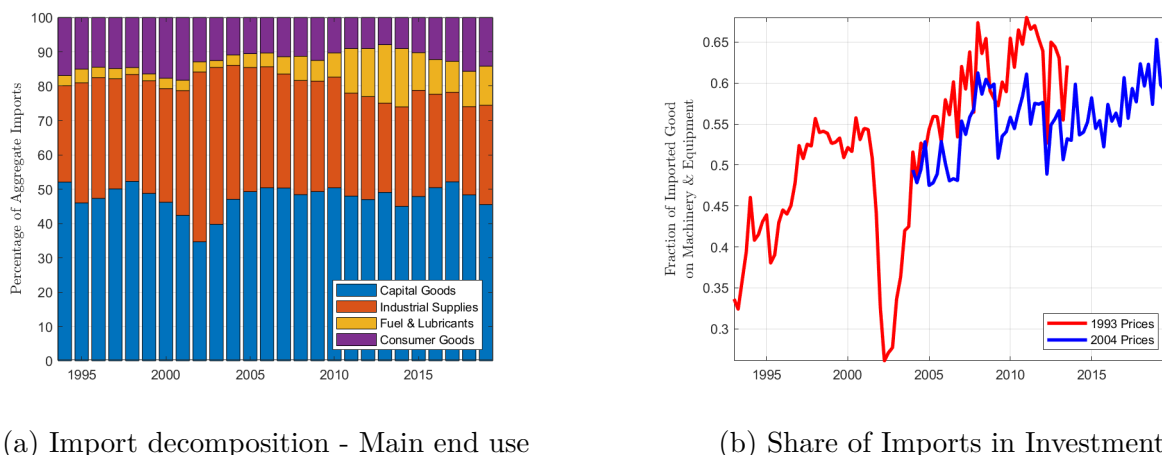 Percentage of Aggregate Imports
100
90
80
70
60
50
40
30
20
10
0
1995 2000 2005 2010 2015
Capital Goods
Industrial Supplies
Fuel & Lubricants
Consumer Goods
(a) Import decomposition - Main end use
Fraction of Imported Good
on Machinery & Equipment
0.65
0.6
0.55
0.5
0.45
0.4
0.35
0.3
1995 2000 2005 2010 2015
1993 Prices
2004 Prices
(b) Share of Imports in Investment